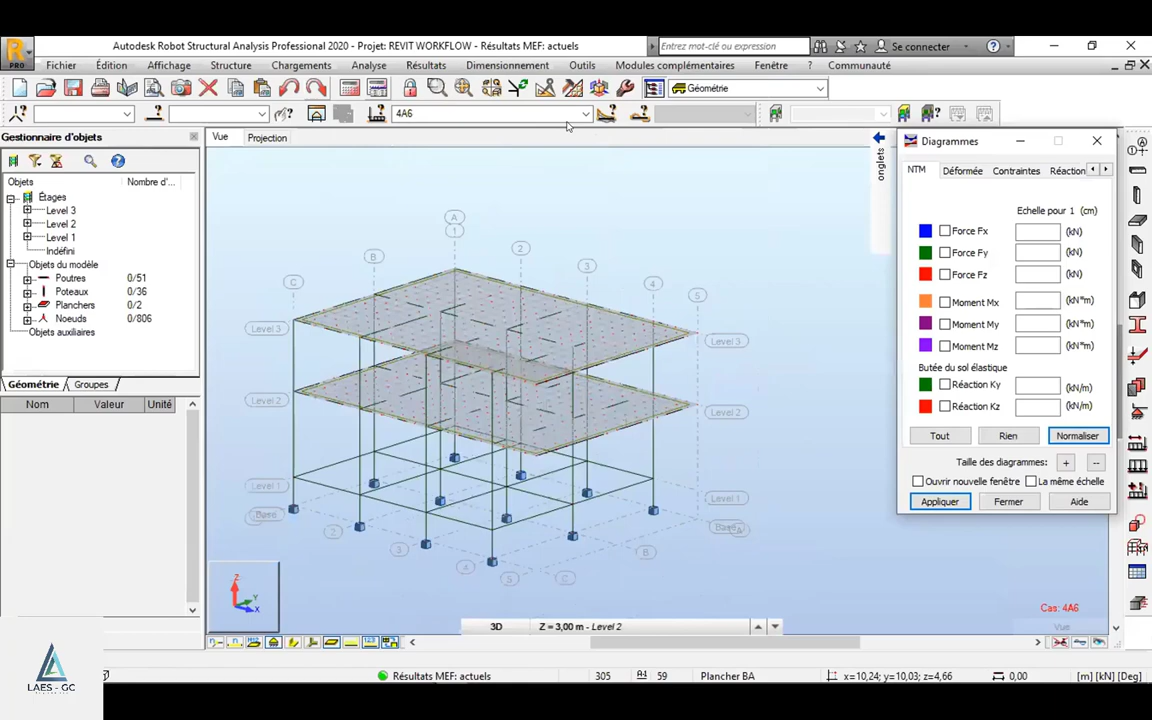 PRO
Autodesk Robot Structural Analysis Professional 2020 - Projet: REVIT WORKFLOW - Résultats MEF: actuels
Entrez mot-clé ou expression
Se connecter
Fichier Édition Affichage Structure Chargements Analyse Résultats Dimensionnement Outils Modules complémentaires Fenêtre ? Communauté
Géométrie
4A6
Gestionnaire d'objets
Vue Projection
onglets
Objets Nombre d'...
Étages
Level 3
Level 2
Level 1
Indéfini
Objets du modèle
Poutres 0/51
Poteaux 0/36
Planchers 0/2
Noeuds 0/806
Objets auxiliaires
Géométrie Groupes
Nom Valeur Unité
A
1
B
2
C
3
4
5
Level 3
Level 3
Level 2
Level 2
Level 1
Level 1
Base
Base
A
2
3
B
4
5
C
Z
Y
X
3D Z = 3,00 m - Level 2
Cas: 4A6
Vue
Diagrammes
NTM Déformée Contraintes Réaction
Echelle pour 1 (cm)
Force Fx (kN)
Force Fy (kN)
Force Fz (kN)
Moment Mx (kN*m)
Moment My (kN*m)
Moment Mz (kN*m)
Butée du sol élastique
Réaction Ky (kN/m)
Réaction Kz (kN/m)
Tout Rien Normaliser
Taille des diagrammes: + --
Ouvrir nouvelle fenêtre La même échelle
Appliquer Fermer Aide
Résultats MEF: actuels 305 59 Plancher BA x=10,24; y=10,03; z=4,66 0,00 [m] [kN] [Deg]
LAES - GC